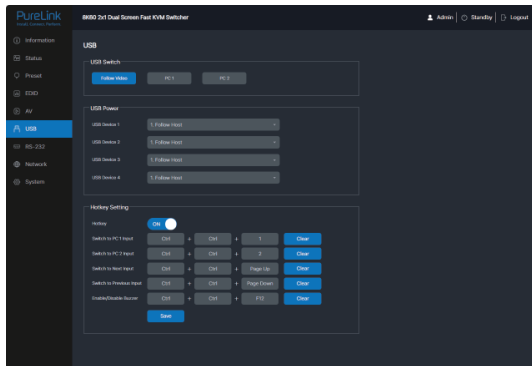 PureLink
8K60 2x1 Dual Screen Fast KVM Switcher
Admin
Standby
Logout
Information
Status
Preset
EDID
AV
USB
RS-232
Network
System
USB
USB Switch
Follow Video
PC 1
PC 2
USB Power
USB Device 1 1. Follow Host
USB Device 2 1. Follow Host
USB Device 3 1. Follow Host
USB Device 4 1. Follow Host
Hotkey Setting
Hotkey ON
Switch to PC 1 Input Ctrl + Ctrl + 1 Clear
Switch to PC 2 Input Ctrl + Ctrl + 2 Clear
Switch to Next Input Ctrl + Ctrl + Page Up Clear
Switch to Previous Input Ctrl + Ctrl + Page Down Clear
Enable/Disable Buzzer Ctrl + Ctrl + F12 Clear
Save